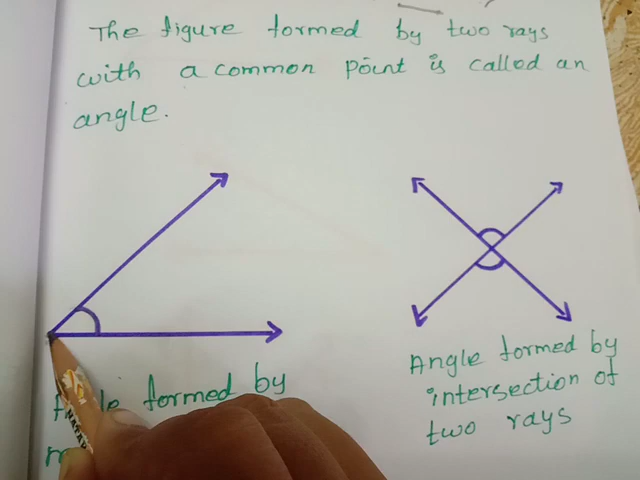 The figure formed by two rays
with a common point is called an
angle.
formed by
Angle formed by
intersection of
two rays